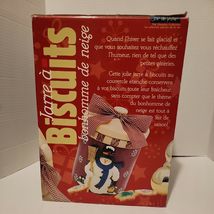 Jarre à
Biscuits
bonhomme de neige
Quand l'hiver se fait glacial et
que vous souhaitez vous réchauffer
l'humeur, rien de tel que des
petites gâteries.
Cette jolie jarre à biscuits au
couvercle étanche conviendra à
vos biscuits toute leur fraîcheur
sans compter que le thème
du bonhomme de
neige est tout à
fait de
saison!